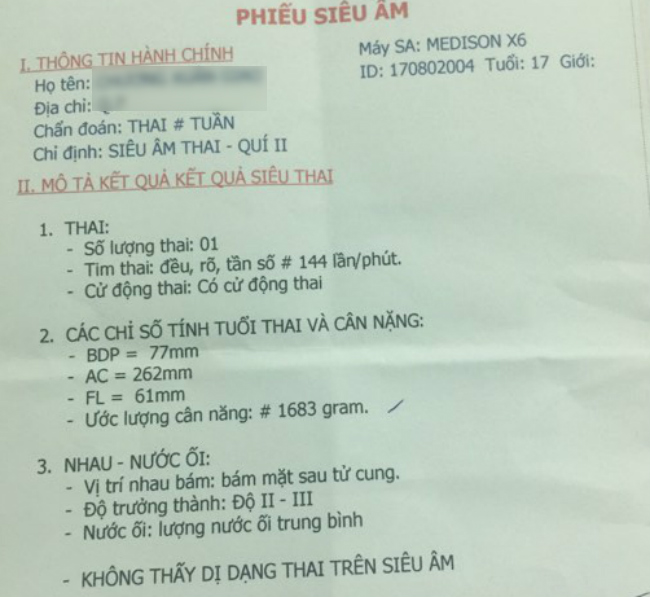 PHIẾU SIÊU ÂM
I. THÔNG TIN HÀNH CHÍNH
Máy SA: MEDISON X6
Họ tên:
ID: 170802004 Tuổi: 17 Giới:
Địa chỉ:
Chẩn đoán: THAI # TUẦN
Chỉ định: SIÊU ÂM THAI - QUÍ II
II. MÔ TẢ KẾT QUẢ KẾT QUẢ SIÊU THAI
1. THAI:
- Số lượng thai: 01
- Tim thai: đều, rõ, tần số # 144 lần/phút.
- Cử động thai: Có cử động thai
2. CÁC CHỈ SỐ TÍNH TUỔI THAI VÀ CÂN NẶNG:
- BDP = 77mm
- AC = 262mm
- FL = 61mm
- Ước lượng cân nặng: # 1683 gram.
3. NHAU - NƯỚC ỐI:
- Vị trí nhau bám: bám mặt sau tử cung.
- Độ trưởng thành: Độ II - III
- Nước ối: lượng nước ối trung bình
- KHÔNG THẤY DỊ DẠNG THAI TRÊN SIÊU ÂM